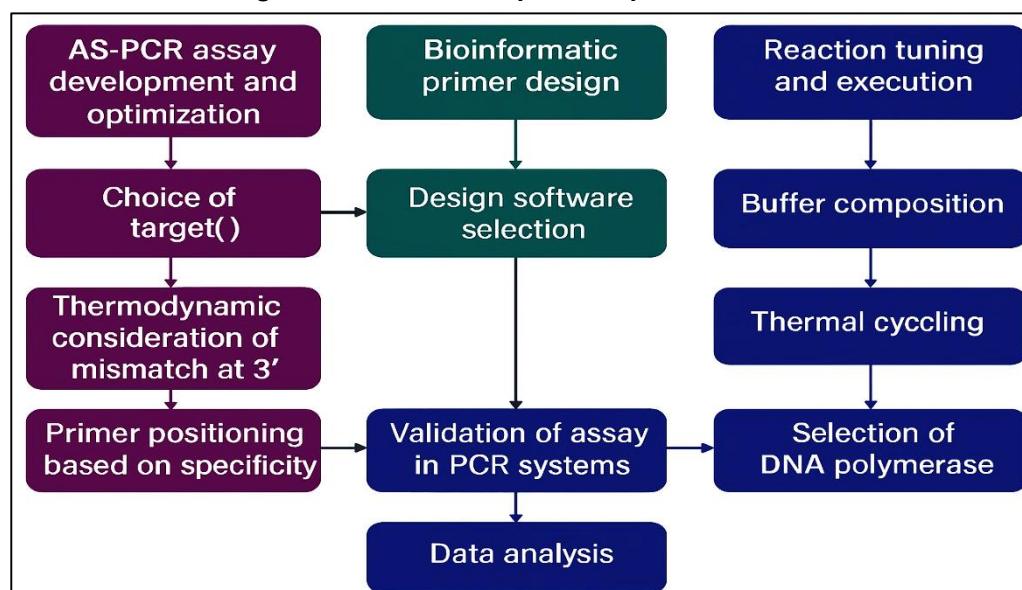 AS-PCR assay
development and
optimization
Choice of
target()
Thermodynamic
consideration of
mismatch at 3′
Primer positioning
based on specificity
Bioinformatic
primer design
Design software
selection
Validation of assay
in PCR systems
Data analysis
Reaction tuning
and execution
Buffer composition
Thermal cyccling
Selection of
DNA polymerase